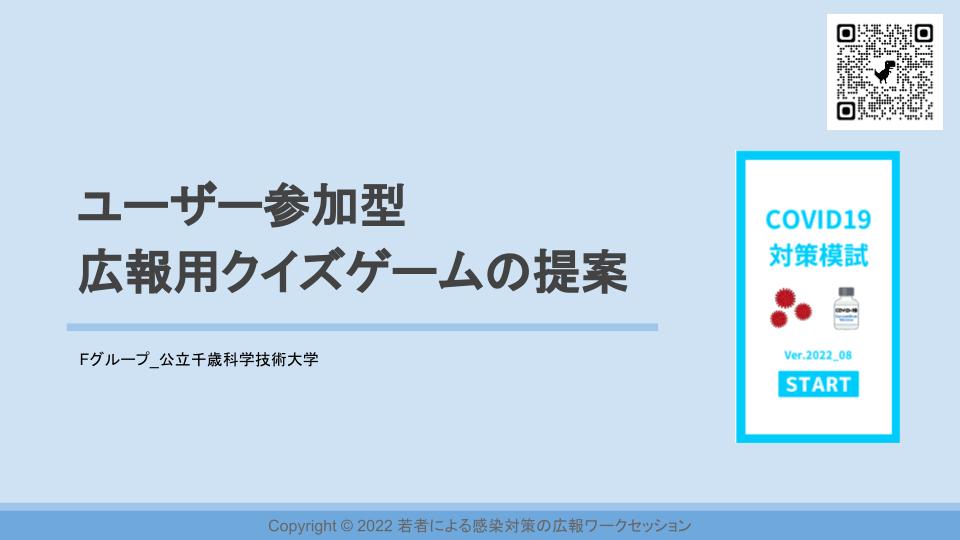 ユーザー参加型
広報用クイズゲームの提案
Fグループ_公立千歳科学技術大学
COVID19
対策模試
COVID-19
Ver.2022_08
START
Copyright © 2022 若者による感染対策の広報ワークセッション